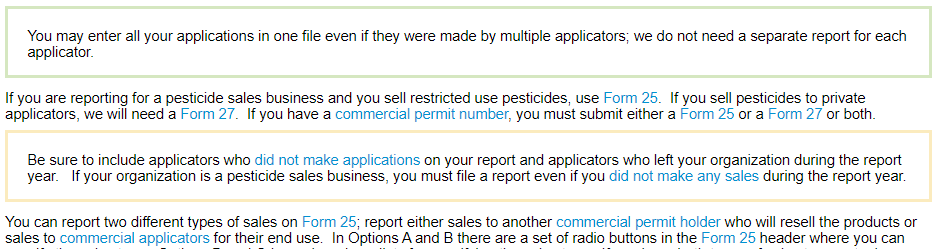 You may enter all your applications in one file even if they were made by multiple applicators; we do not need a separate report for each
applicator.
If you are reporting for a pesticide sales business and you sell restricted use pesticides, use Form 25.  If you sell pesticides to private
applicators, we will need a Form 27.  If you have a commercial permit number, you must submit either a Form 25 or a Form 27 or both.
Be sure to include applicators who did not make applications on your report and applicators who left your organization during the report
year.   If your organization is a pesticide sales business, you must file a report even if you did not make any sales during the report year.
You can report two different types of sales on Form 25; report either sales to another commercial permit holder who will resell the products or
sales to commercial applicators for their end use.  In Options A and B there are a set of radio buttons in the Form 25 header where you can